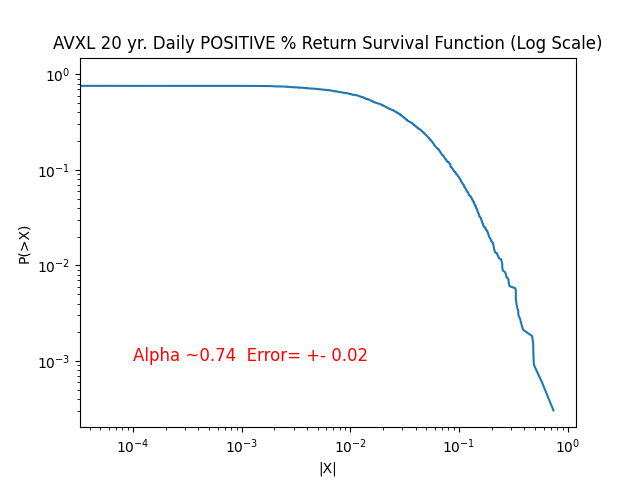 AVXL 20 yr. Daily POSITIVE % Return Survival Function (Log Scale)
10⁰
10⁻¹
10⁻²
10⁻³
P(>X)
Alpha ~0.74  Error= +- 0.02
10⁻⁴
10⁻³
10⁻²
10⁻¹
10⁰
|X|